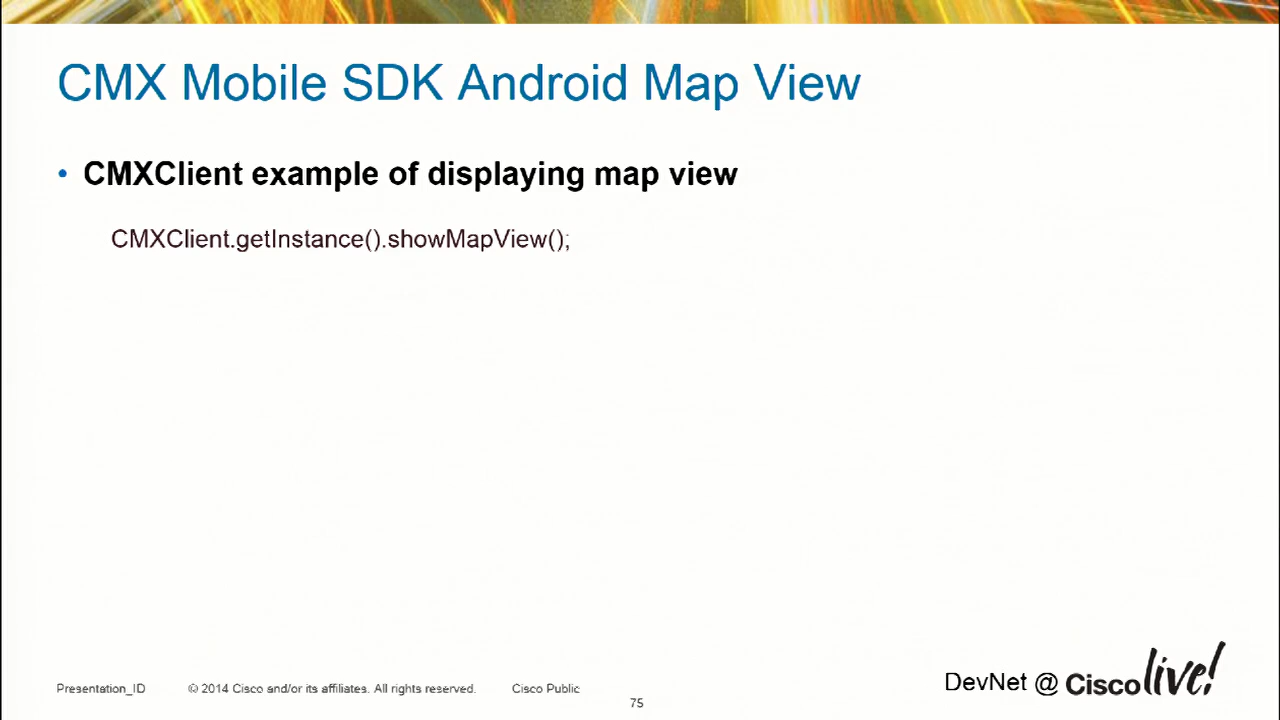 CMX Mobile SDK Android Map View
• CMXClient example of displaying map view
CMXClient.getInstance().showMapView();
Presentation_ID © 2014 Cisco and/or its affiliates. All rights reserved. Cisco Public
75
DevNet @ Cisco live!